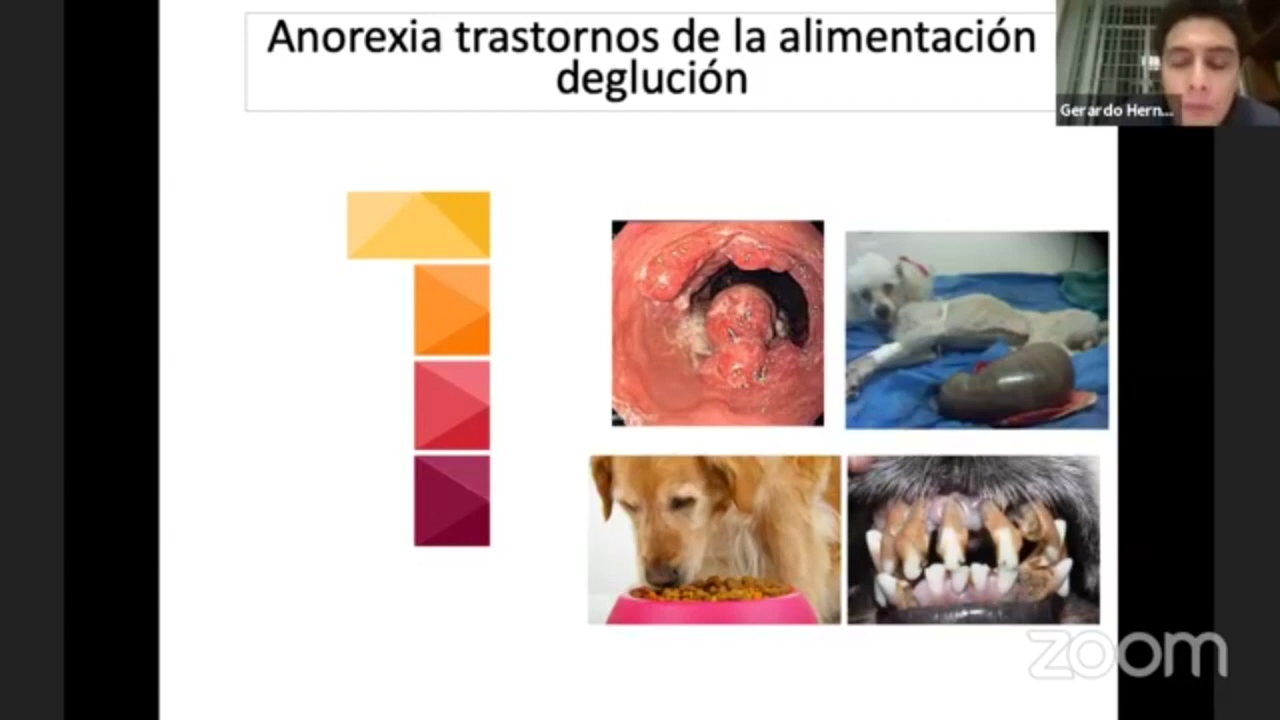 Anorexia trastornos de la alimentación
deglución
Gerardo Hern...
zoom